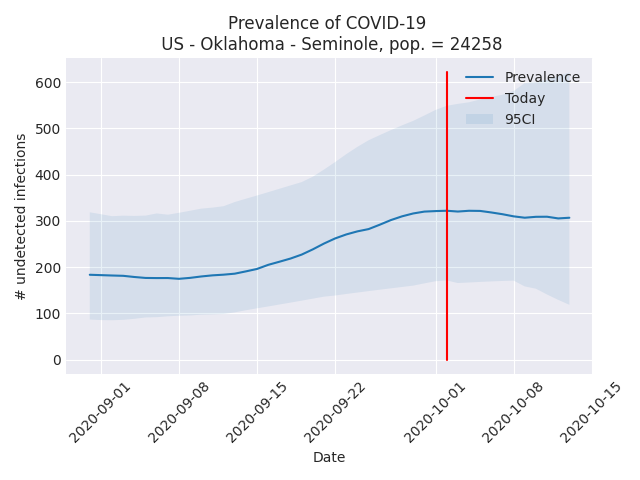 Prevalence of COVID-19
US - Oklahoma - Seminole, pop. = 24258
# undetected infections
600
500
400
300
200
100
0
Prevalence
Today
95CI
2020-09-01
2020-09-08
2020-09-15
2020-09-22
2020-10-01
2020-10-08
2020-10-15
Date